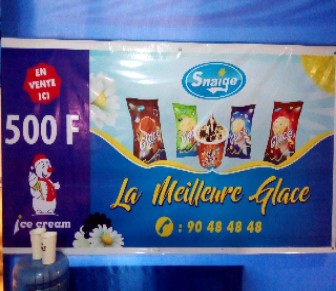 EN
VENTE
ICI
500 F
ice cream
Snaige
La Meilleure Glace
: 90 48 48 48